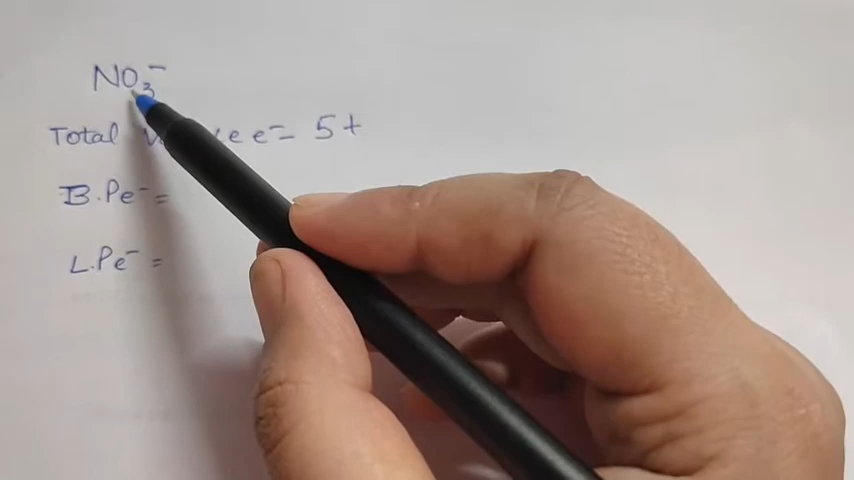 NO₃⁻
Total e e⁻= 5+
B.Pe⁻ =
L.Pe⁻ =